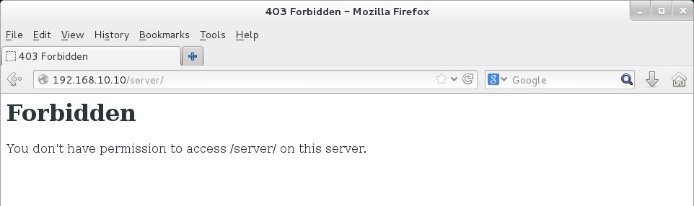 403 Forbidden - Mozilla Firefox
File Edit View History Bookmarks Tools Help
403 Forbidden
192.168.10.10/server/
8 Google
Forbidden
You don't have permission to access /server/ on this server.